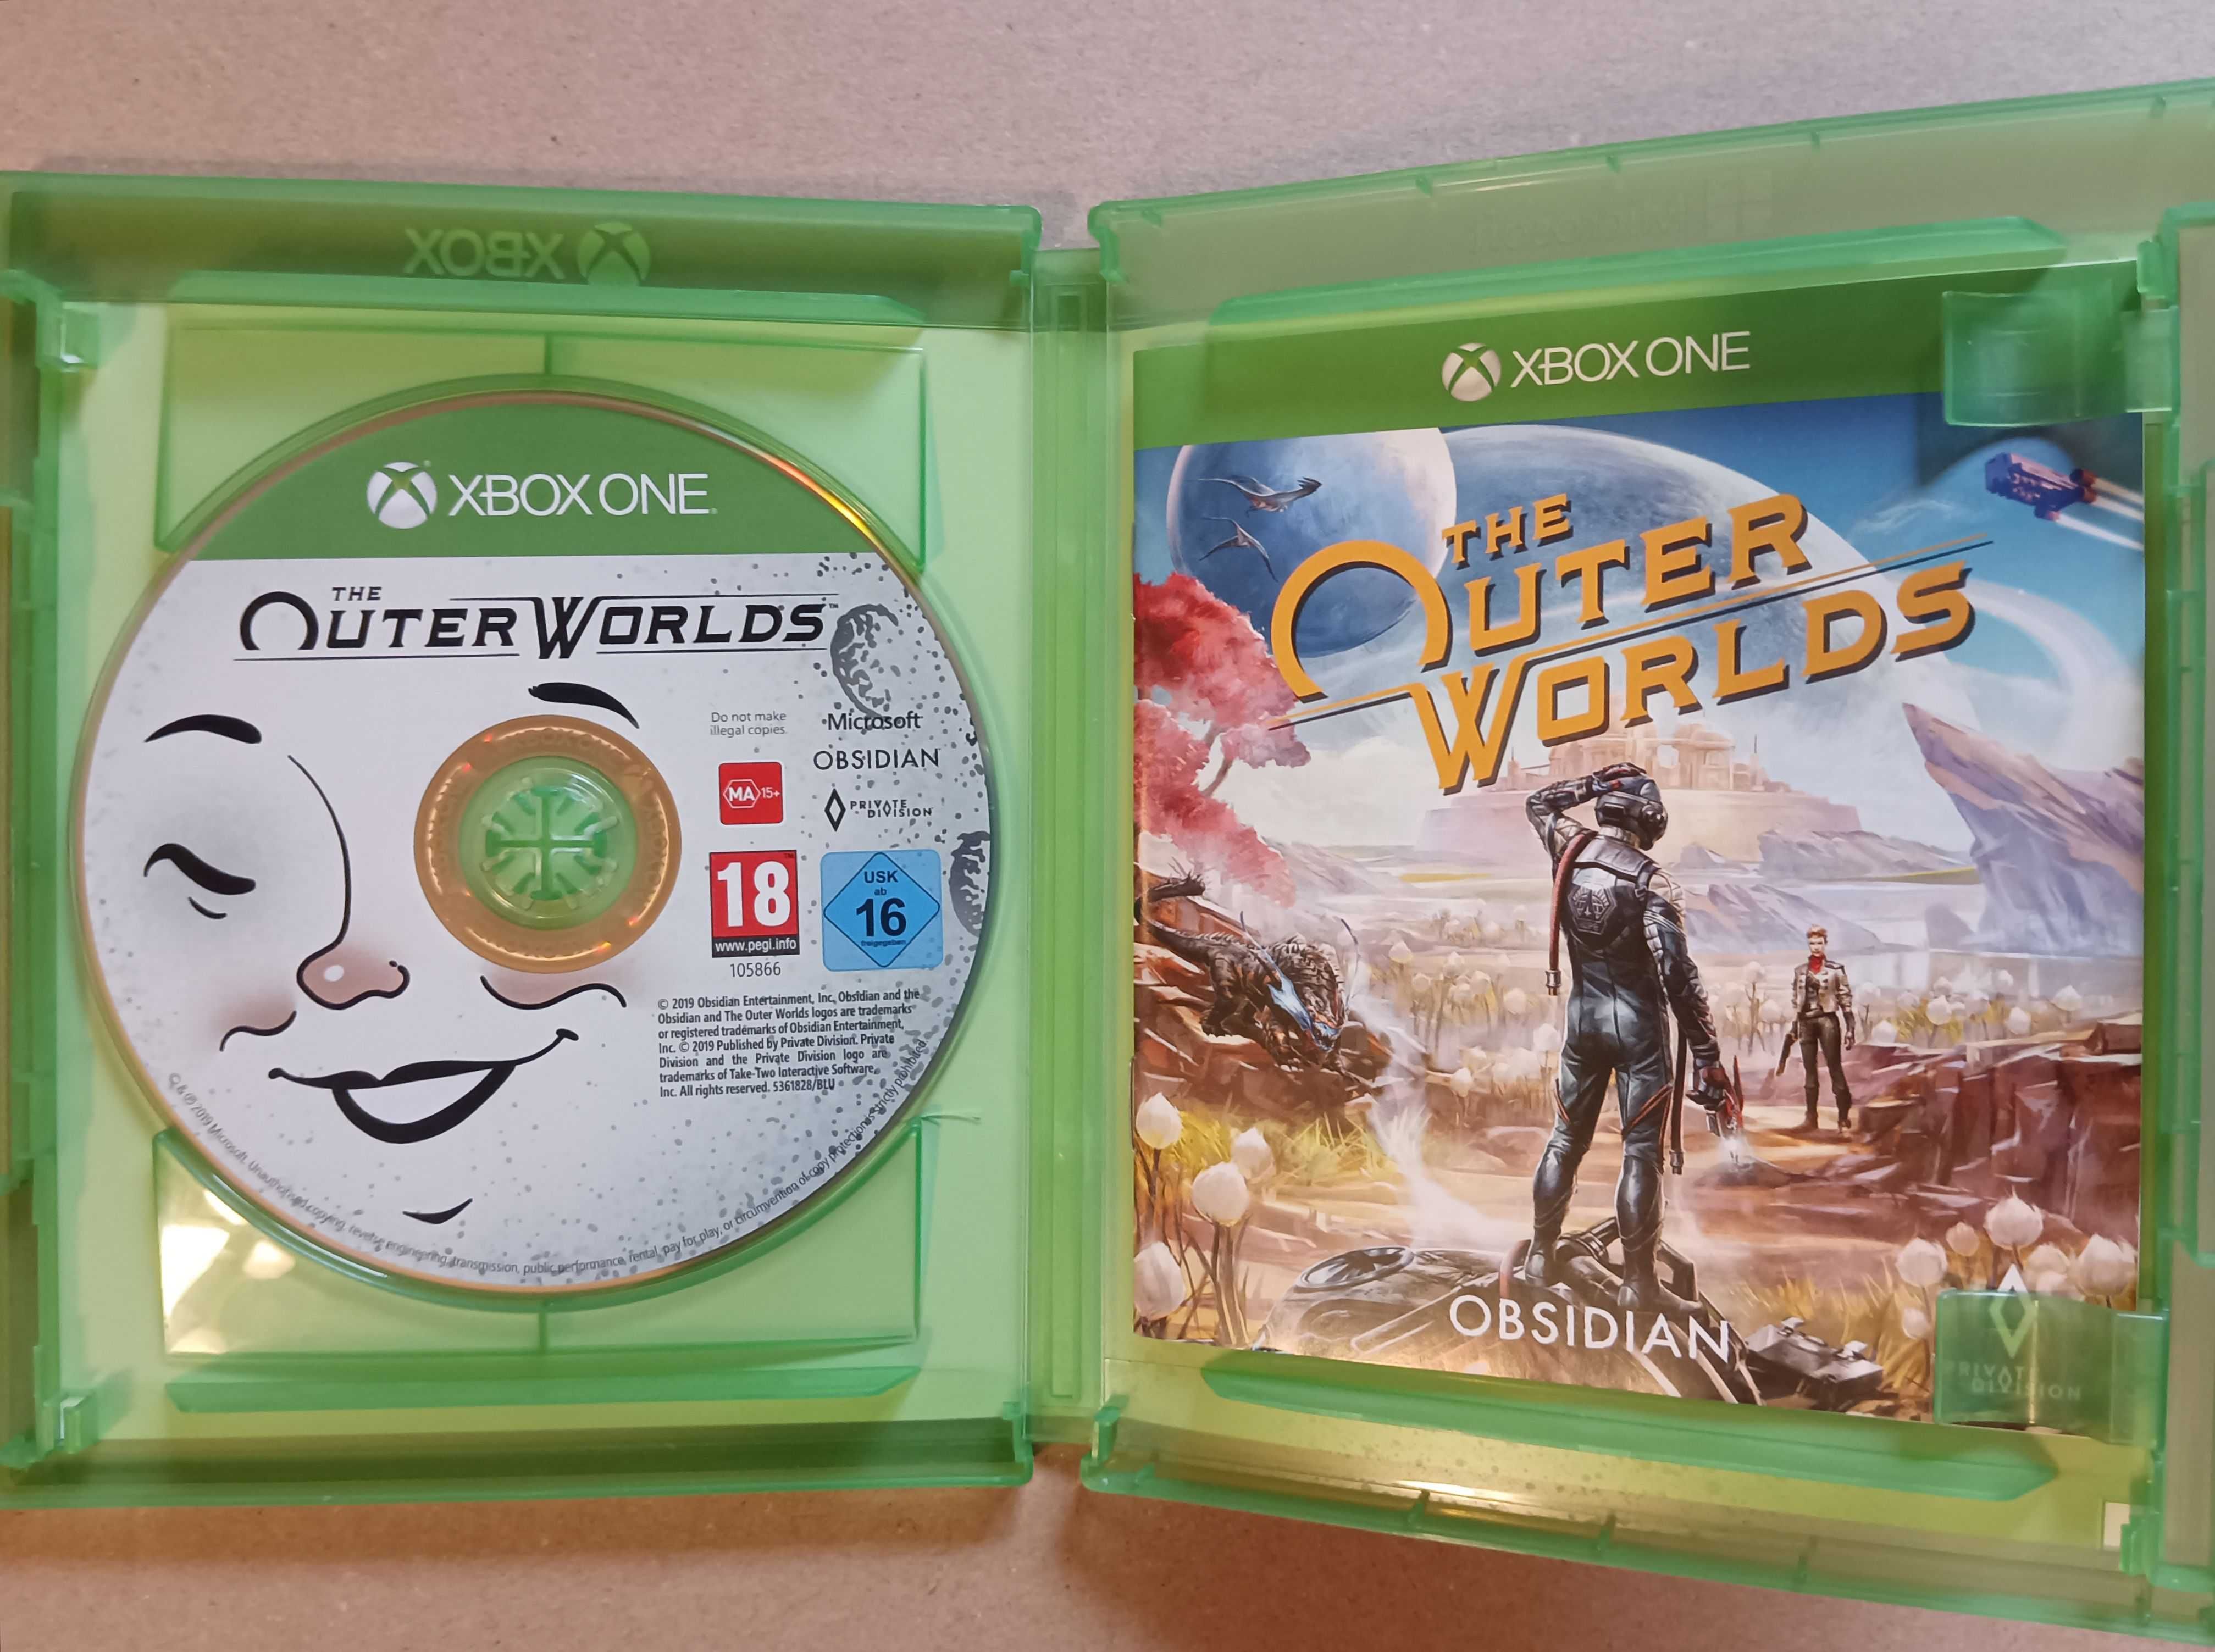 XBOX
XBOX ONE
THE
OUTER WORLDS™
Do not make
illegal copies.
Microsoft
OBSIDIAN
PRIVATE
DIVISION
MA 15+
18
www.pegi.info
105866
USK
ab
16
freigegeben
© 2019 Obsidian Entertainment, Inc. Obsidian and the
Obsidian and The Outer Worlds logos are trademarks
or registered trademarks of Obsidian Entertainment,
Inc. © 2019 Published by Private Division. Private
Division and the Private Division logo are
trademarks of Take-Two Interactive Software,
Inc. All rights reserved. 5361828/BLU
© & ℗ 2019 Microsoft. Unauthorised copying, reverse engineering, transmission, public performance, rental, pay for play, or circumvention of copy protection is strictly prohibited.
XBOX ONE
THE
OUTER
WORLDS
OBSIDIAN
PRIVATE
DIVISION